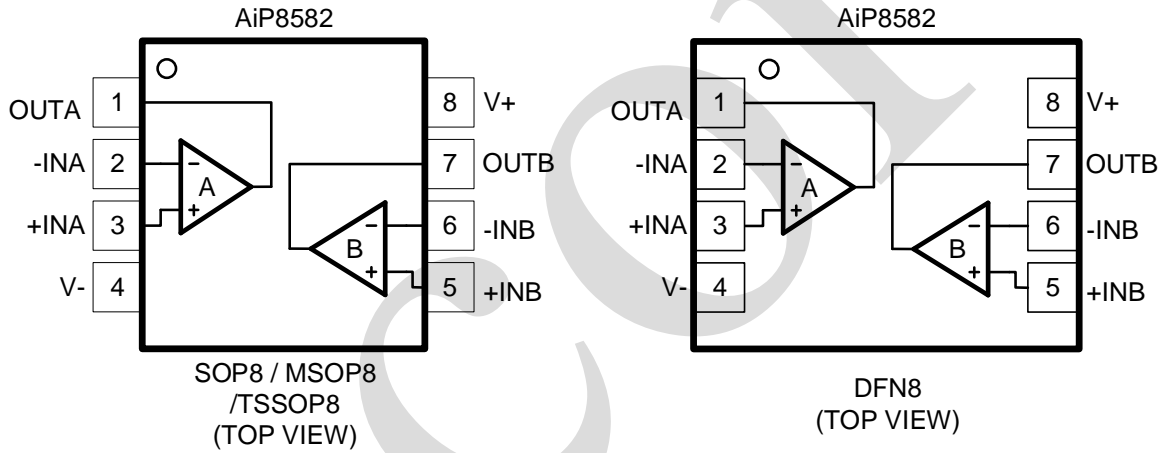 AiP8582
OUTA 1
-INA 2
+INA 3
V- 4
8 V+
7 OUTB
6 -INB
5 +INB
- A +
- B +
SOP8 / MSOP8
/TSSOP8
(TOP VIEW)
AiP8582
OUTA 1
-INA 2
+INA 3
V- 4
8 V+
7 OUTB
6 -INB
5 +INB
- A +
- B +
DFN8
(TOP VIEW)